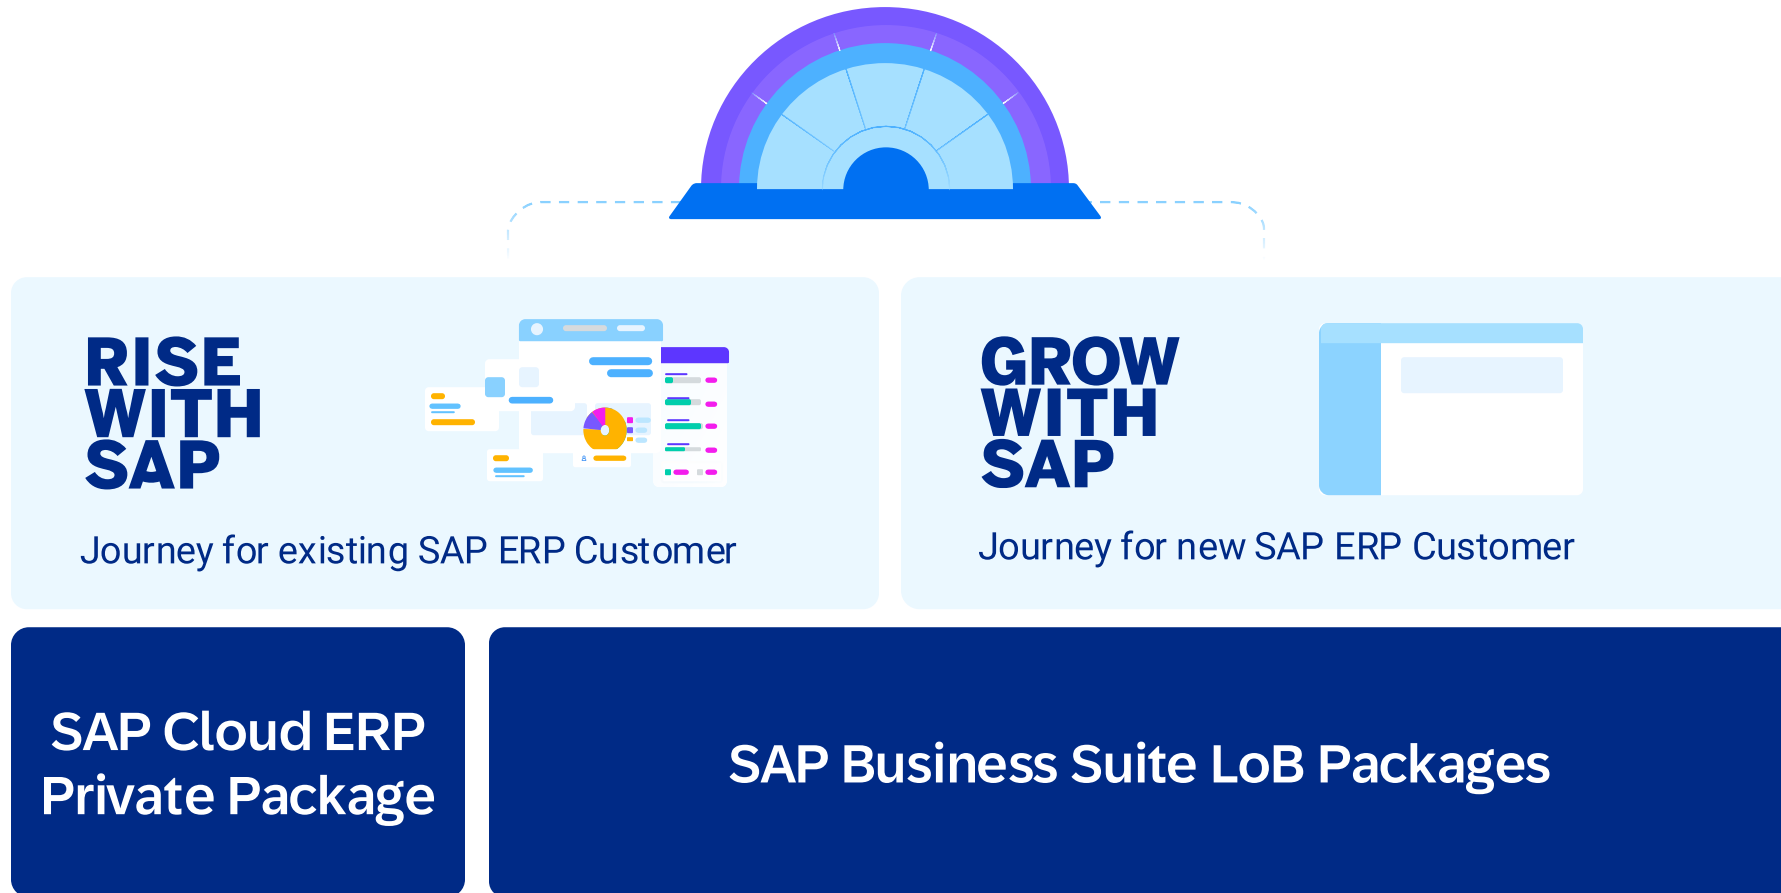 RISE
WITH
SAP
Journey for existing SAP ERP Customer
GROW
WITH
SAP
Journey for new SAP ERP Customer
SAP Cloud ERP
Private Package
SAP Business Suite LoB Packages